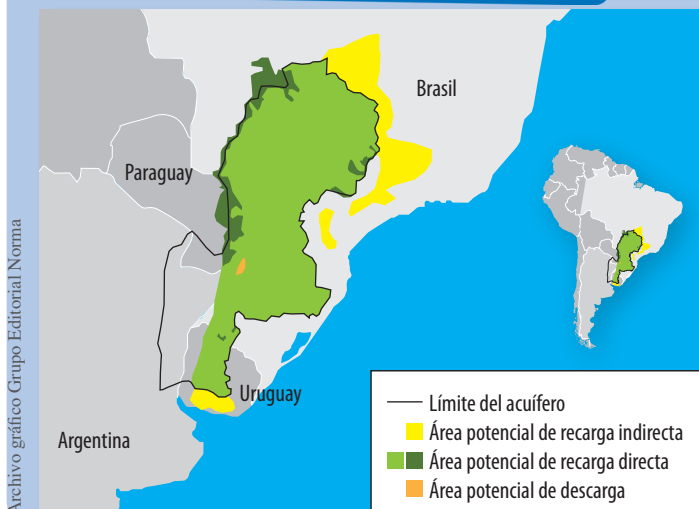 Brasil
Paraguay
Uruguay
Argentina
Límite del acuífero
Área potencial de recarga indirecta
Área potencial de recarga directa
Área potencial de descarga
Archivo gráfico Grupo Editorial Norma